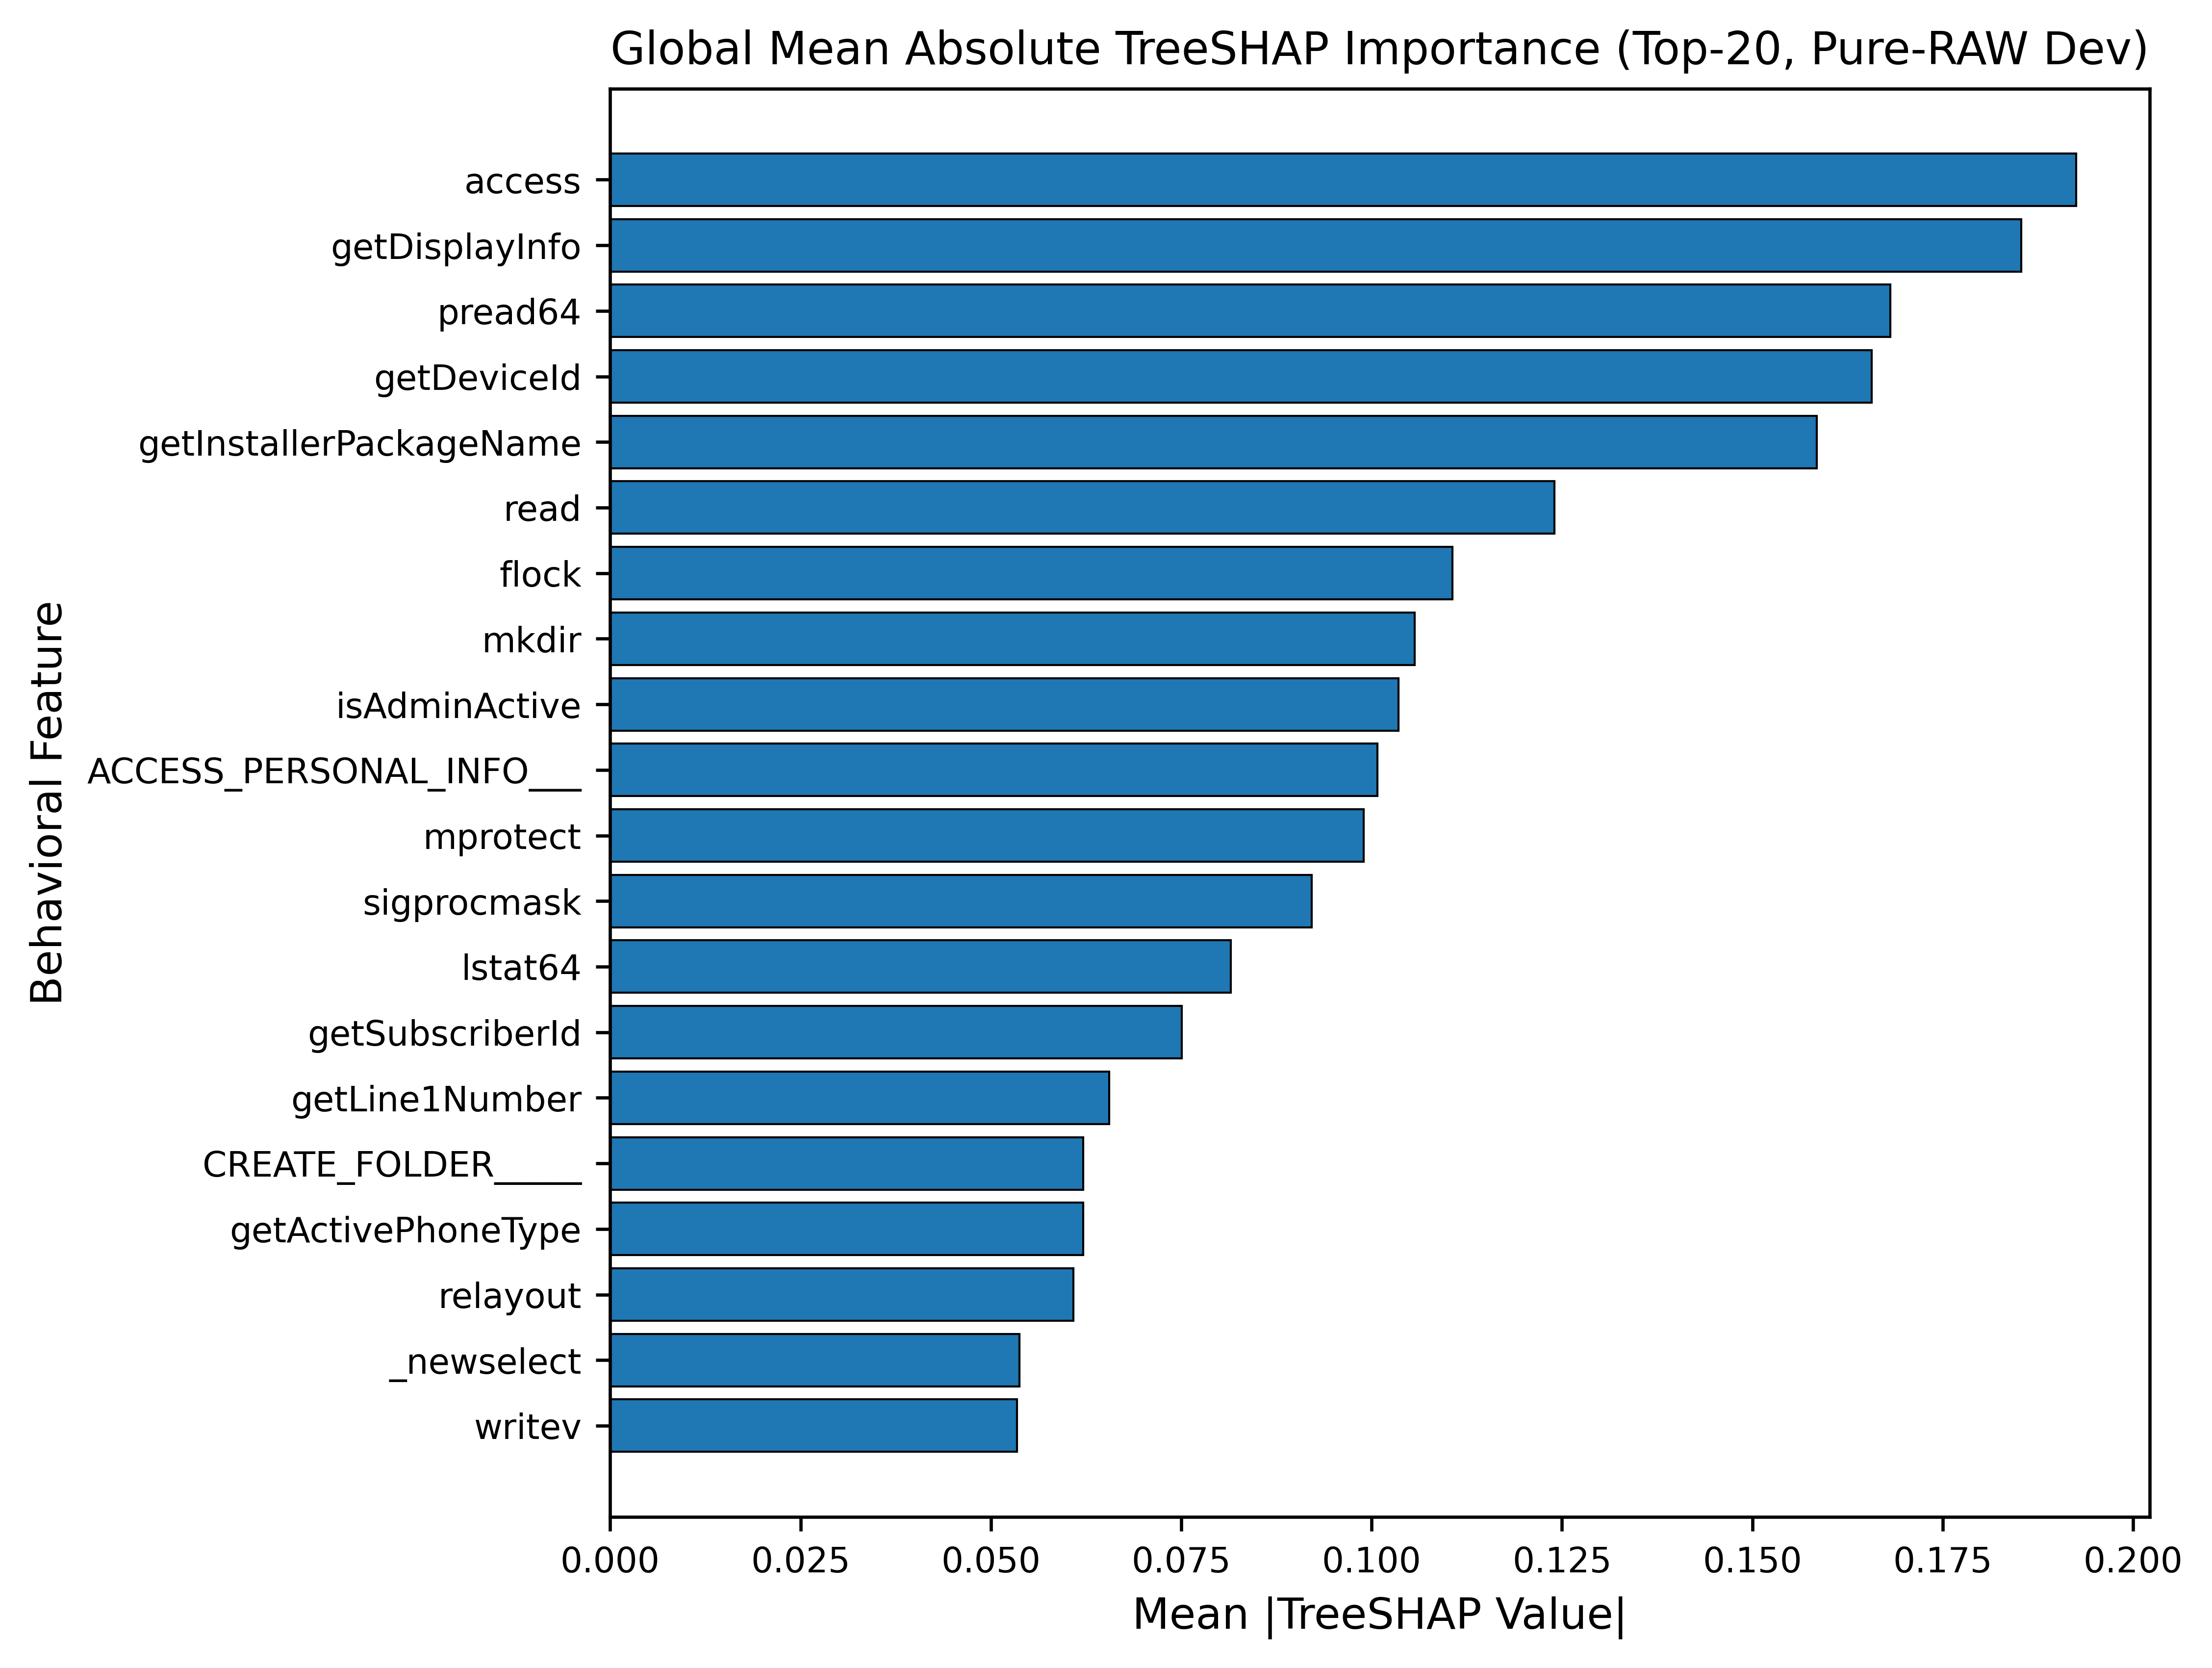 Global Mean Absolute TreeSHAP Importance (Top-20, Pure-RAW Dev)
Behavioral Feature
access
getDisplayInfo
pread64
getDeviceId
getInstallerPackageName
read
flock
mkdir
isAdminActive
ACCESS_PERSONAL_INFO___
mprotect
sigprocmask
lstat64
getSubscriberId
getLine1Number
CREATE_FOLDER_____
getActivePhoneType
relayout
_newselect
writev
0.000 0.025 0.050 0.075 0.100 0.125 0.150 0.175 0.200
Mean |TreeSHAP Value|